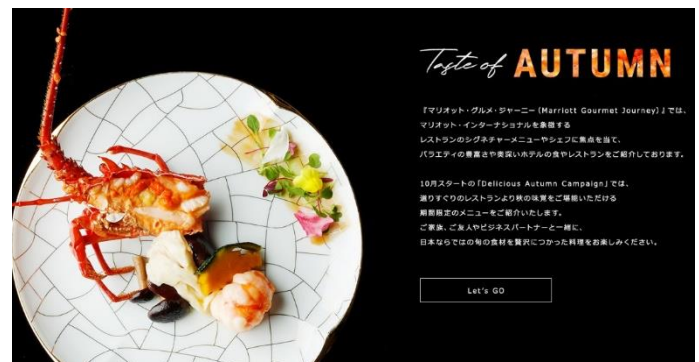 Taste of AUTUMN
『マリオット・グルメ・ジャーニー（Marriott Gourmet Journey）』では、
マリオット・インターナショナルを象徴する
レストランのシグネチャーメニューやシェフに焦点を当て、
バラエティの豊富さや奥深いホテルの食やレストランをご紹介しております。
10月スタートの「Delicious Autumn Campaign」では、
選りすぐりのレストランより秋の味覚をご堪能いただける
期間限定のメニューをご紹介いたします。
ご家族、ご友人やビジネスパートナーと一緒に、
日本ならではの旬の食材を贅沢につかった料理をお楽しみください。
Let's GO